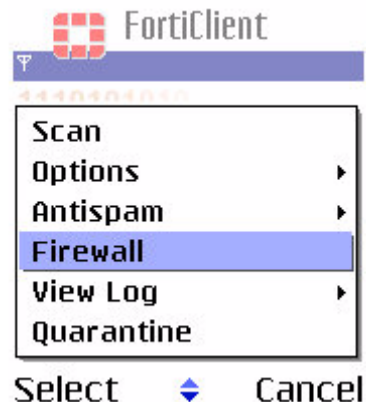 FortiClient
Scan
Options
Antispam
Firewall
View Log
Quarantine
Select Cancel